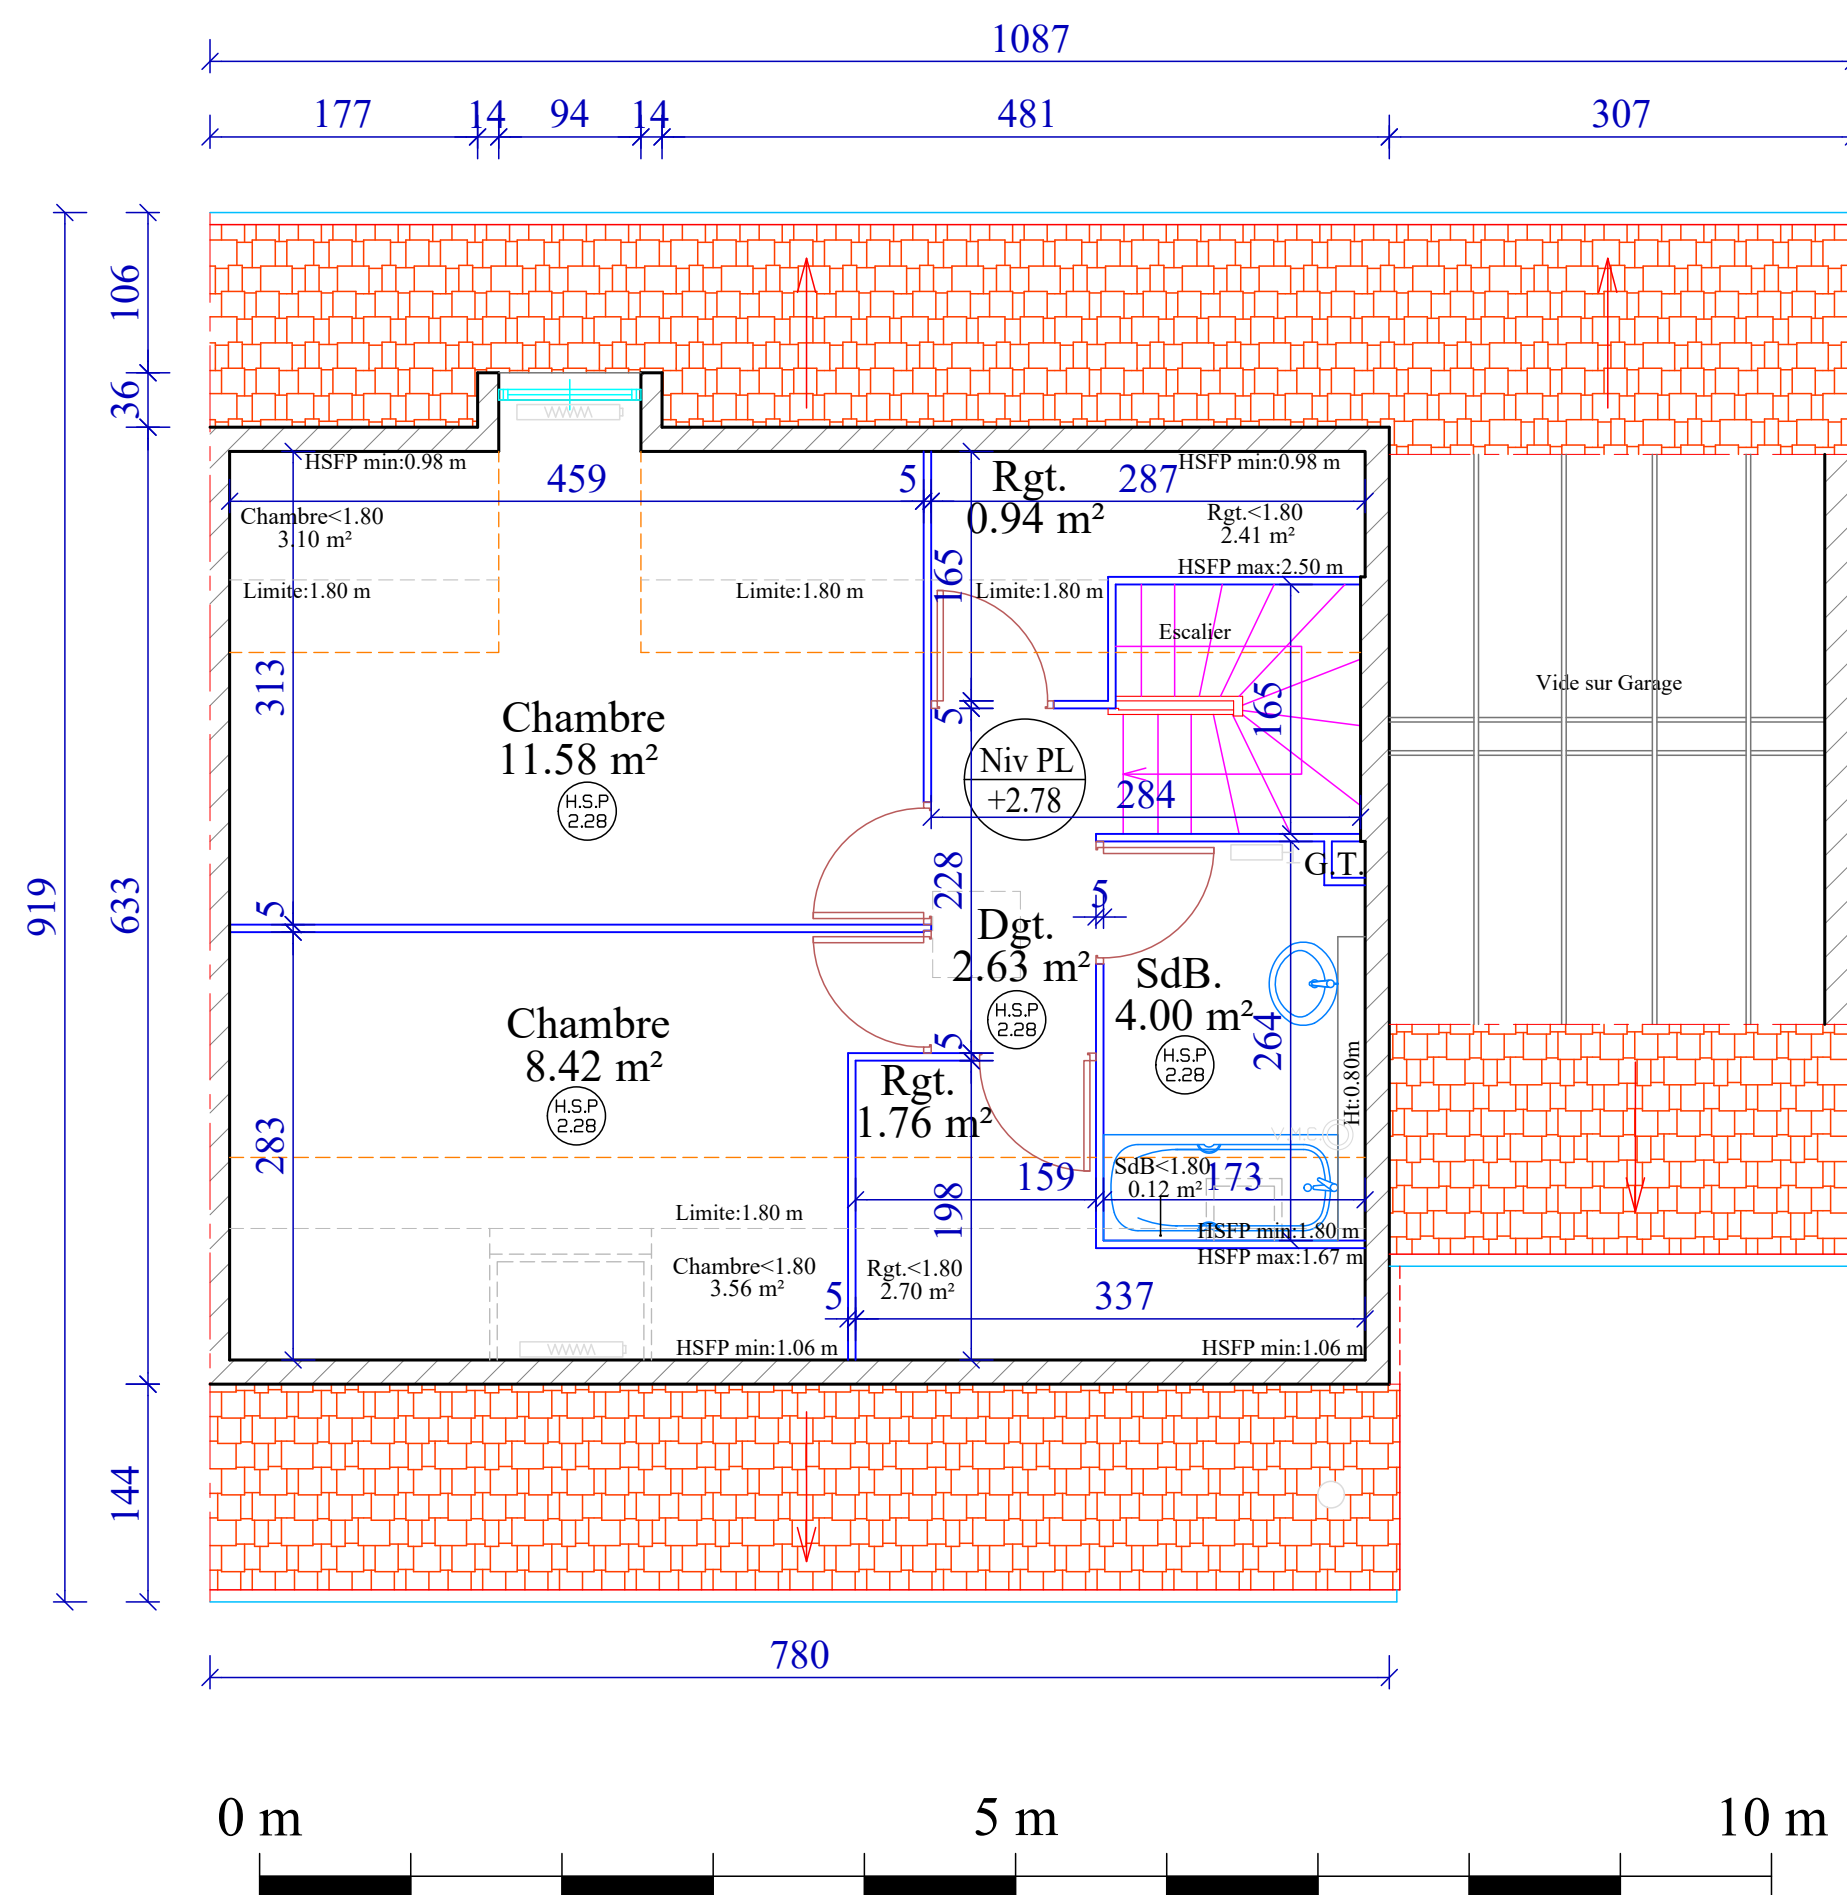 1087
177
14
94
14
481
307
919
106
36
633
144
HSFP min:0.98 m
459
5
Rgt.
0.94 m²
287
HSFP min:0.98 m
Chambre<1.80
3.10 m²
Rgt.<1.80
2.41 m²
165
HSFP max:2.50 m
Limite:1.80 m
Limite:1.80 m
Limite:1.80 m
Escalier
313
Chambre
11.58 m²
H.S.P
2.28
5
165
Vide sur Garage
Niv PL
+2.78
284
228
G.T.
5
5
Dgt.
2.63 m²
H.S.P
2.28
SdB.
4.00 m²
H.S.P
2.28
264
Chambre
8.42 m²
H.S.P
2.28
5
Rgt.
1.76 m²
Ht:0.80m
V.M.C.
283
159
SdB<1.80
0.12 m²
173
198
Limite:1.80 m
HSFP min:1.80 m
HSFP max:1.67 m
Chambre<1.80
3.56 m²
Rgt.<1.80
2.70 m²
5
337
HSFP min:1.06 m
HSFP min:1.06 m
780
0 m
5 m
10 m